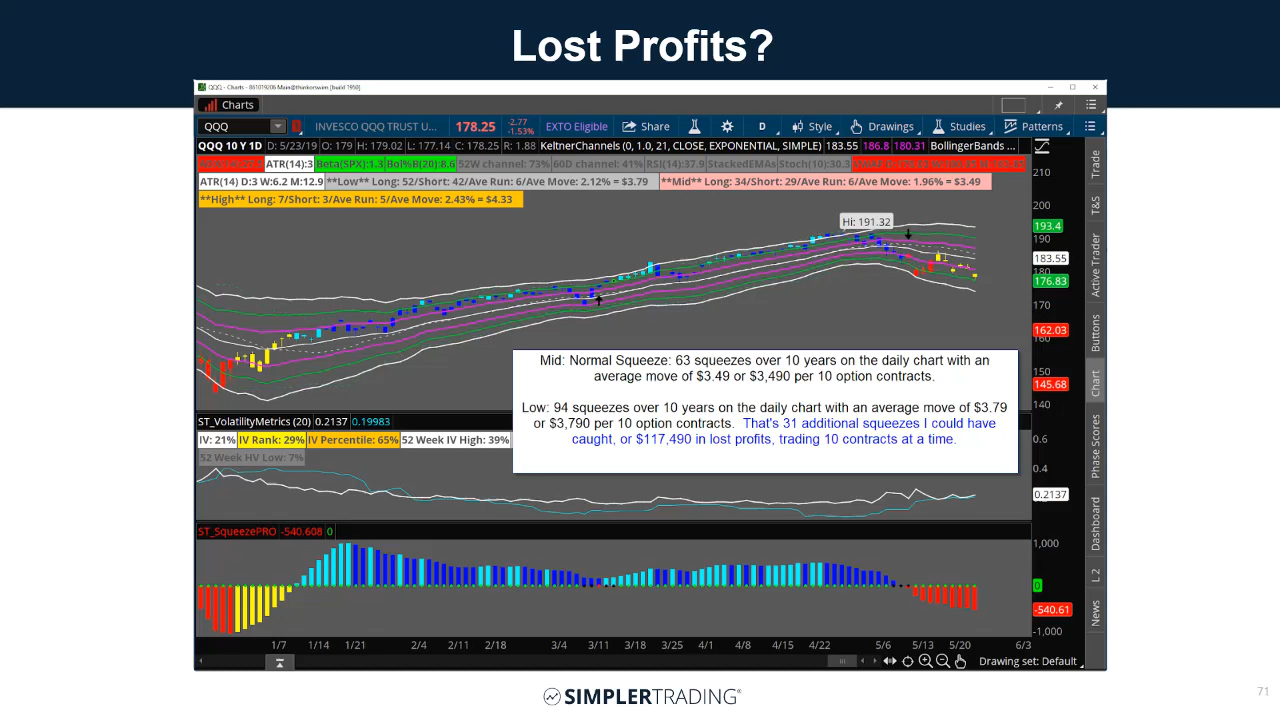 Lost Profits?
QQQ - Charts - 861019206 Main@thinkorswim [build 1950]
Charts
QQQ INVESCO QQQ TRUST U... 178.25 -2.77 -1.53% EXTO Eligible Share D Style Drawings Studies Patterns
QQQ 10 Y 1D D: 5/23/19 O: 179 H: 179.02 L: 177.14 C: 178.25 R: 1.88 KeltnerChannels (0, 1.0, 21, CLOSE, EXPONENTIAL, SIMPLE) 183.55 186.8 180.31 BollingerBands ...
ATR(14):3 Beta(SPX):1.3 Bol%B(20):8.6 52W channel: 73% 60D channel: 41% RSI(14):37.9 StackedEMAs Stoch(10):30.3
ATR(14) D:3 W:6.2 M:12.9 **Low** Long: 52/Short: 42/Ave Run: 6/Ave Move: 2.12% = $3.79 **Mid** Long: 34/Short: 29/Ave Run: 6/Ave Move: 1.96% = $3.49
**High** Long: 7/Short: 3/Ave Run: 5/Ave Move: 2.43% = $4.33
Hi: 191.32
210
200
193.4
190
183.55
180
176.83
170
162.03
160
150
145.68
140
Mid: Normal Squeeze: 63 squeezes over 10 years on the daily chart with an
average move of $3.49 or $3,490 per 10 option contracts.
Low: 94 squeezes over 10 years on the daily chart with an average move of $3.79
or $3,790 per 10 option contracts. That's 31 additional squeezes I could have
caught, or $117,490 in lost profits, trading 10 contracts at a time.
ST_VolatilityMetrics (20) 0.2137 0.19983
IV: 21% IV Rank: 29% IV Percentile: 65% 52 Week IV High: 39%
52 Week HV Low: 7%
0.6
0.4
0.2137
ST_SqueezePRO -540.608 0
1,000
0
-540.61
-1,000
1/7 1/14 1/21 2/4 2/11 2/18 3/4 3/11 3/18 3/25 4/1 4/8 4/15 4/22 5/6 5/13 5/20 6/3
Drawing set: Default
Trade
T&S
Active Trader
Buttons
Chart
Phase Scores
Dashboard
L 2
News
SIMPLERTRADING®
71